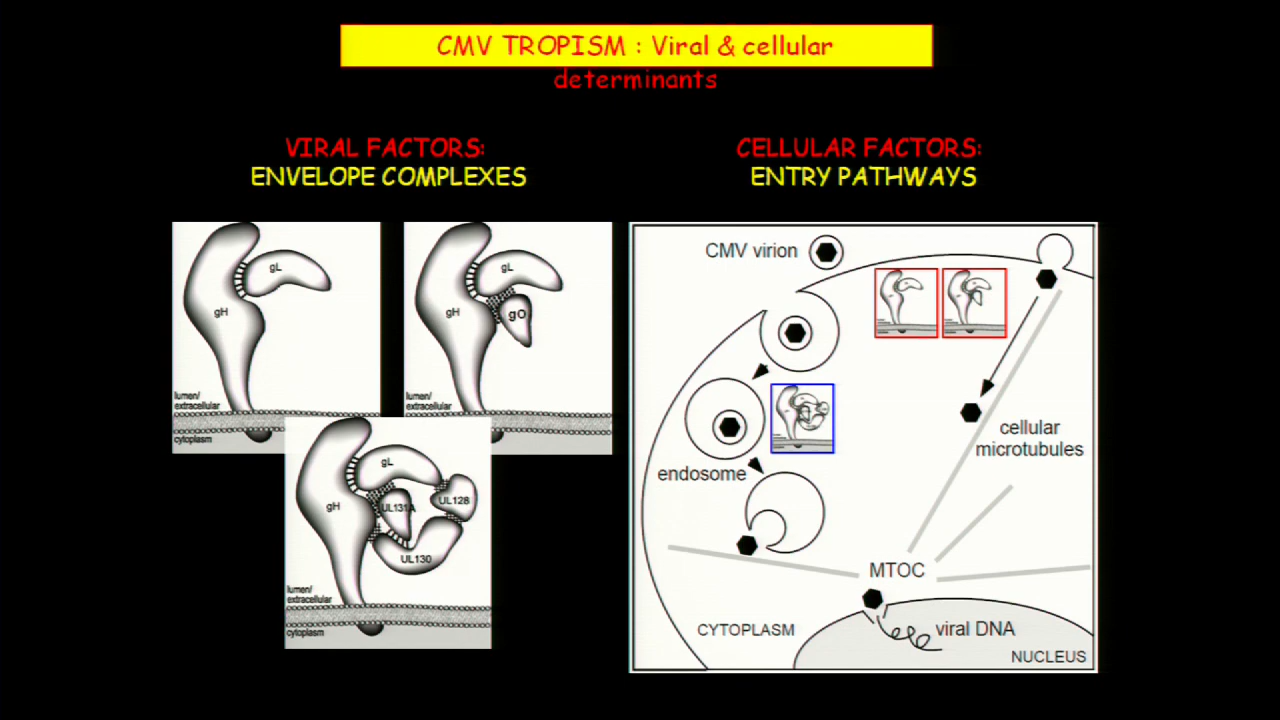 CMV TROPISM : Viral & cellular
determinants
VIRAL FACTORS:
ENVELOPE COMPLEXES
CELLULAR FACTORS:
ENTRY PATHWAYS
gL
gH
lumen/
extracellular
cytoplasm
gL
gH
gO
lumen/
extracellular
gL
gH
UL131A
UL128
UL130
lumen/
extracellular
cytoplasm
CMV virion
endosome
cellular
microtubules
MTOC
CYTOPLASM
viral DNA
NUCLEUS